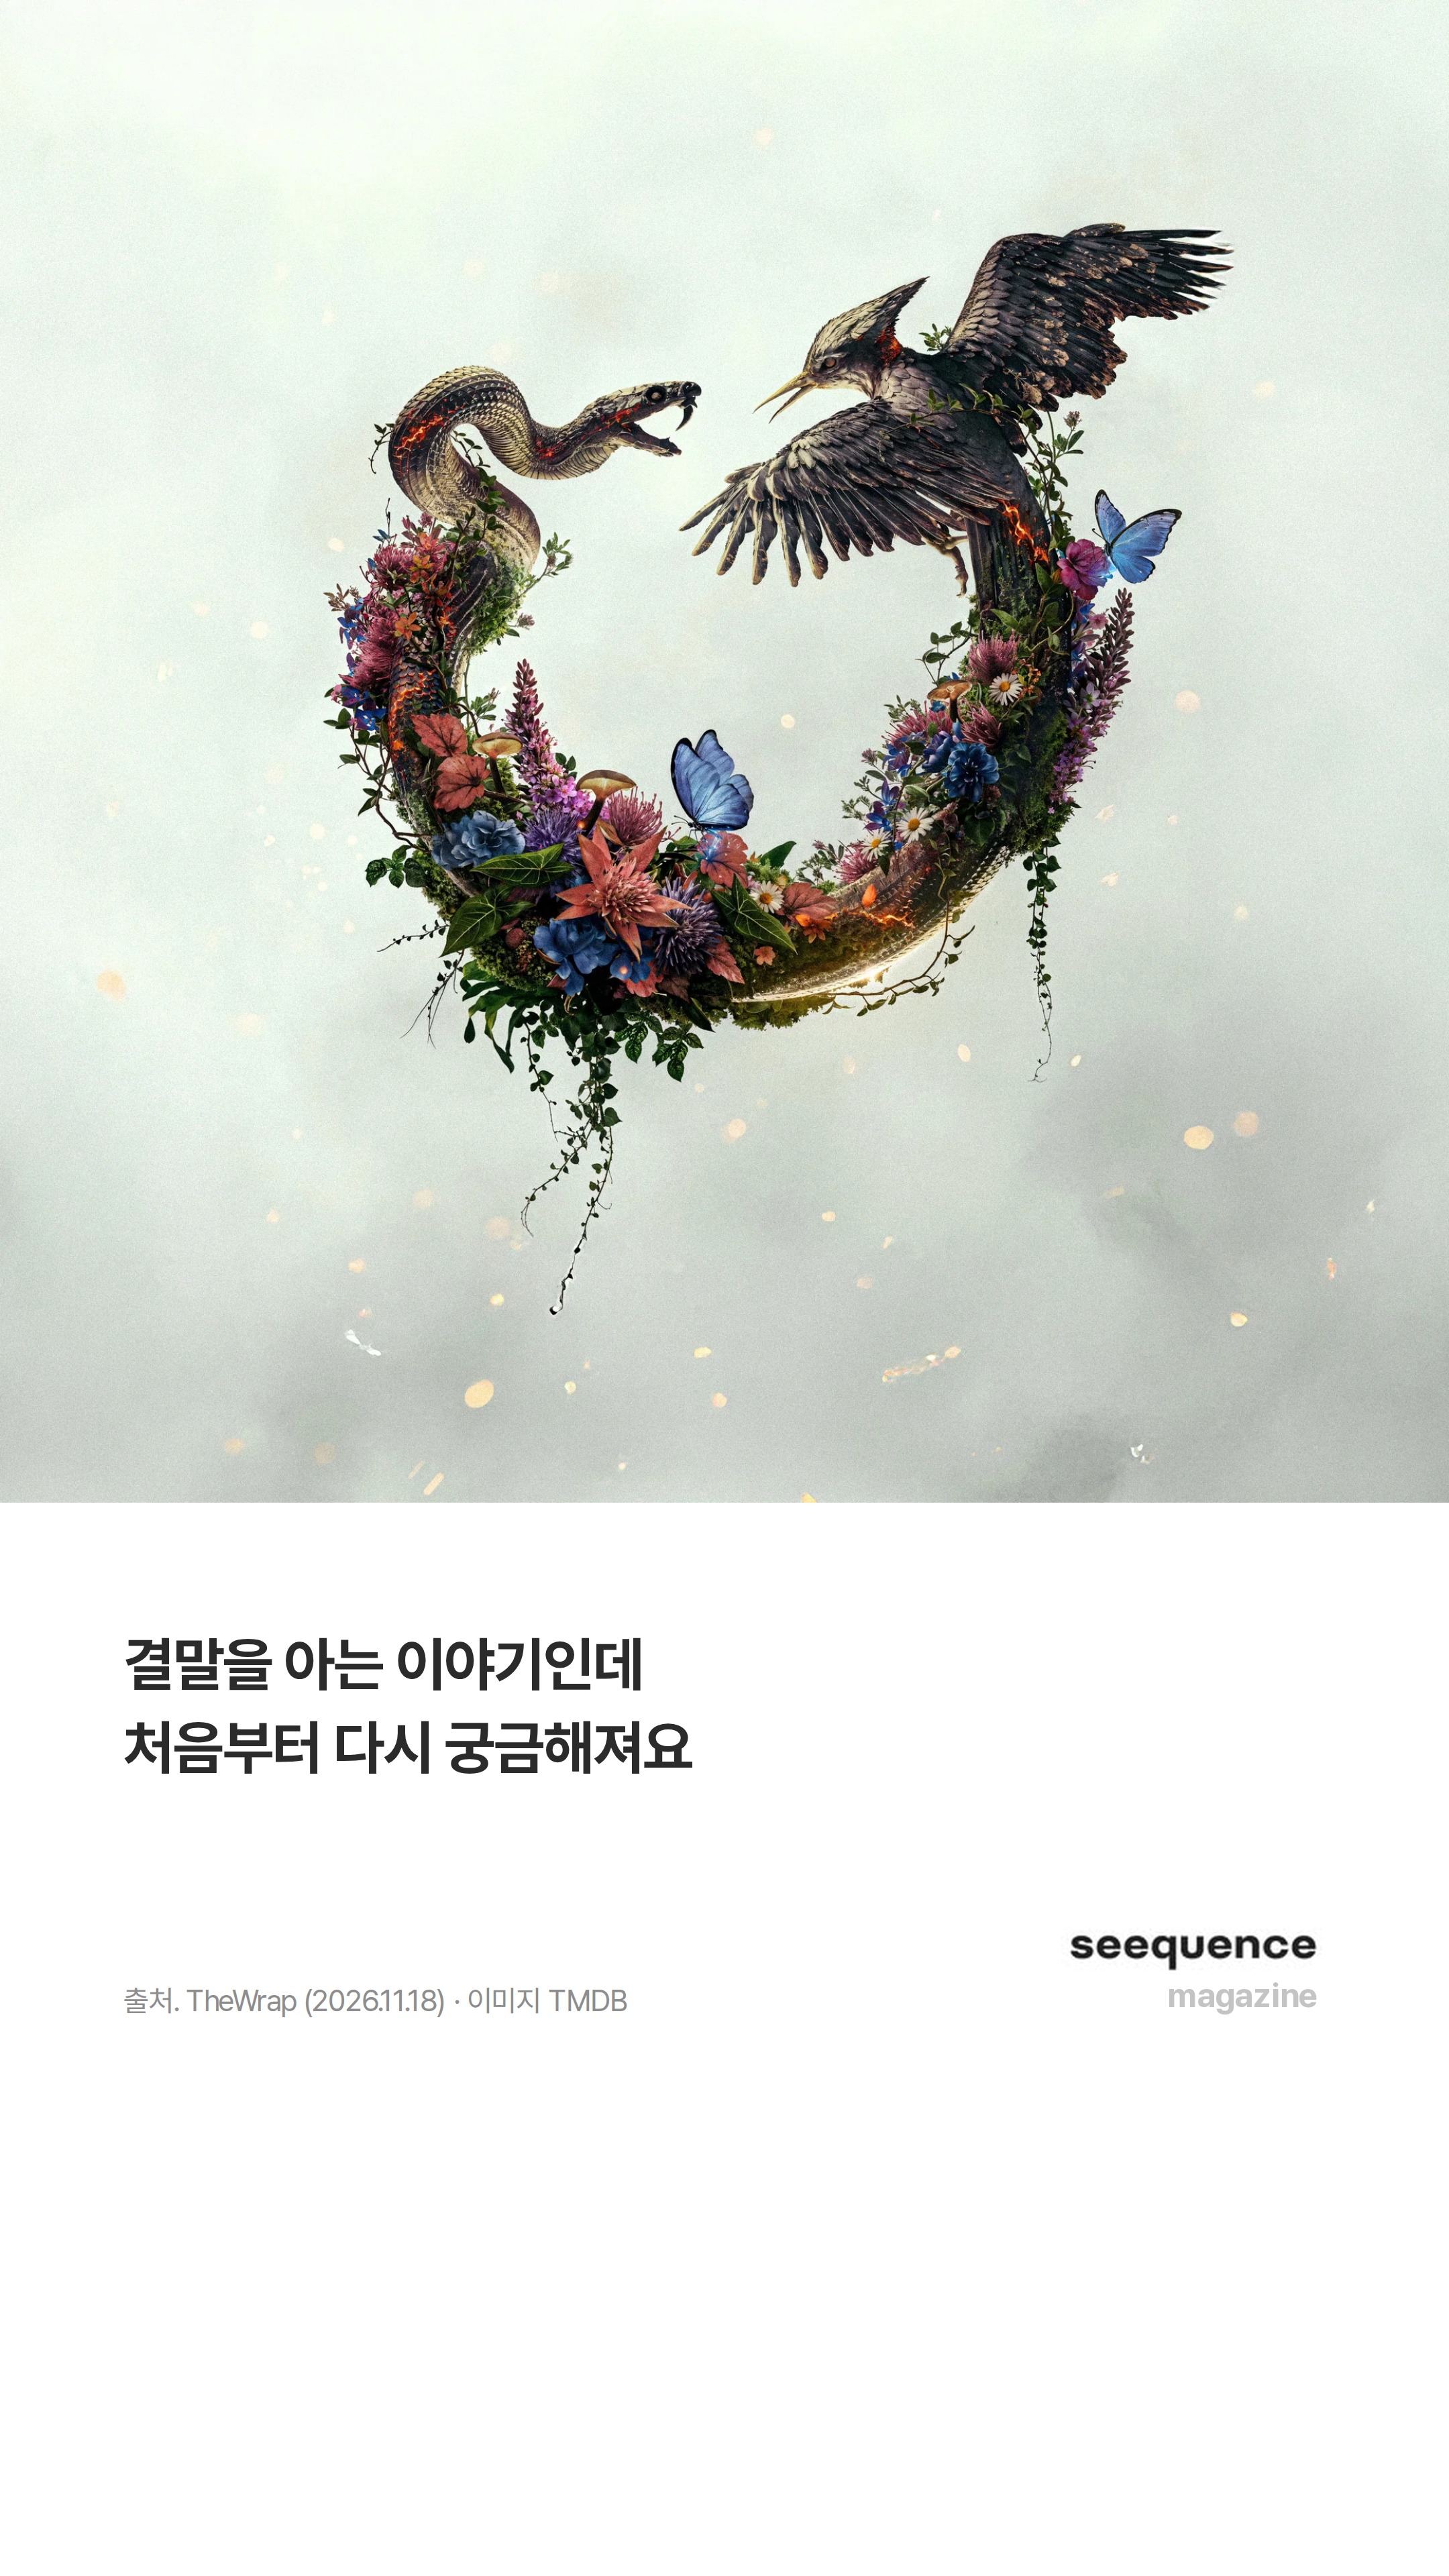 결말을 아는 이야기인데
처음부터 다시 궁금해져요
seequence
magazine
출처. TheWrap (2026.11.18) · 이미지 TMDB